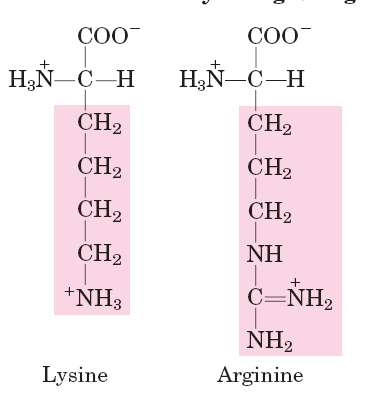 COO⁻ COO⁻
H₃N⁺—C—H H₃N⁺—C—H
CH₂ CH₂
CH₂ CH₂
CH₂ CH₂
CH₂ NH
⁺NH₃ C=N⁺H₂
NH₂
Lysine Arginine